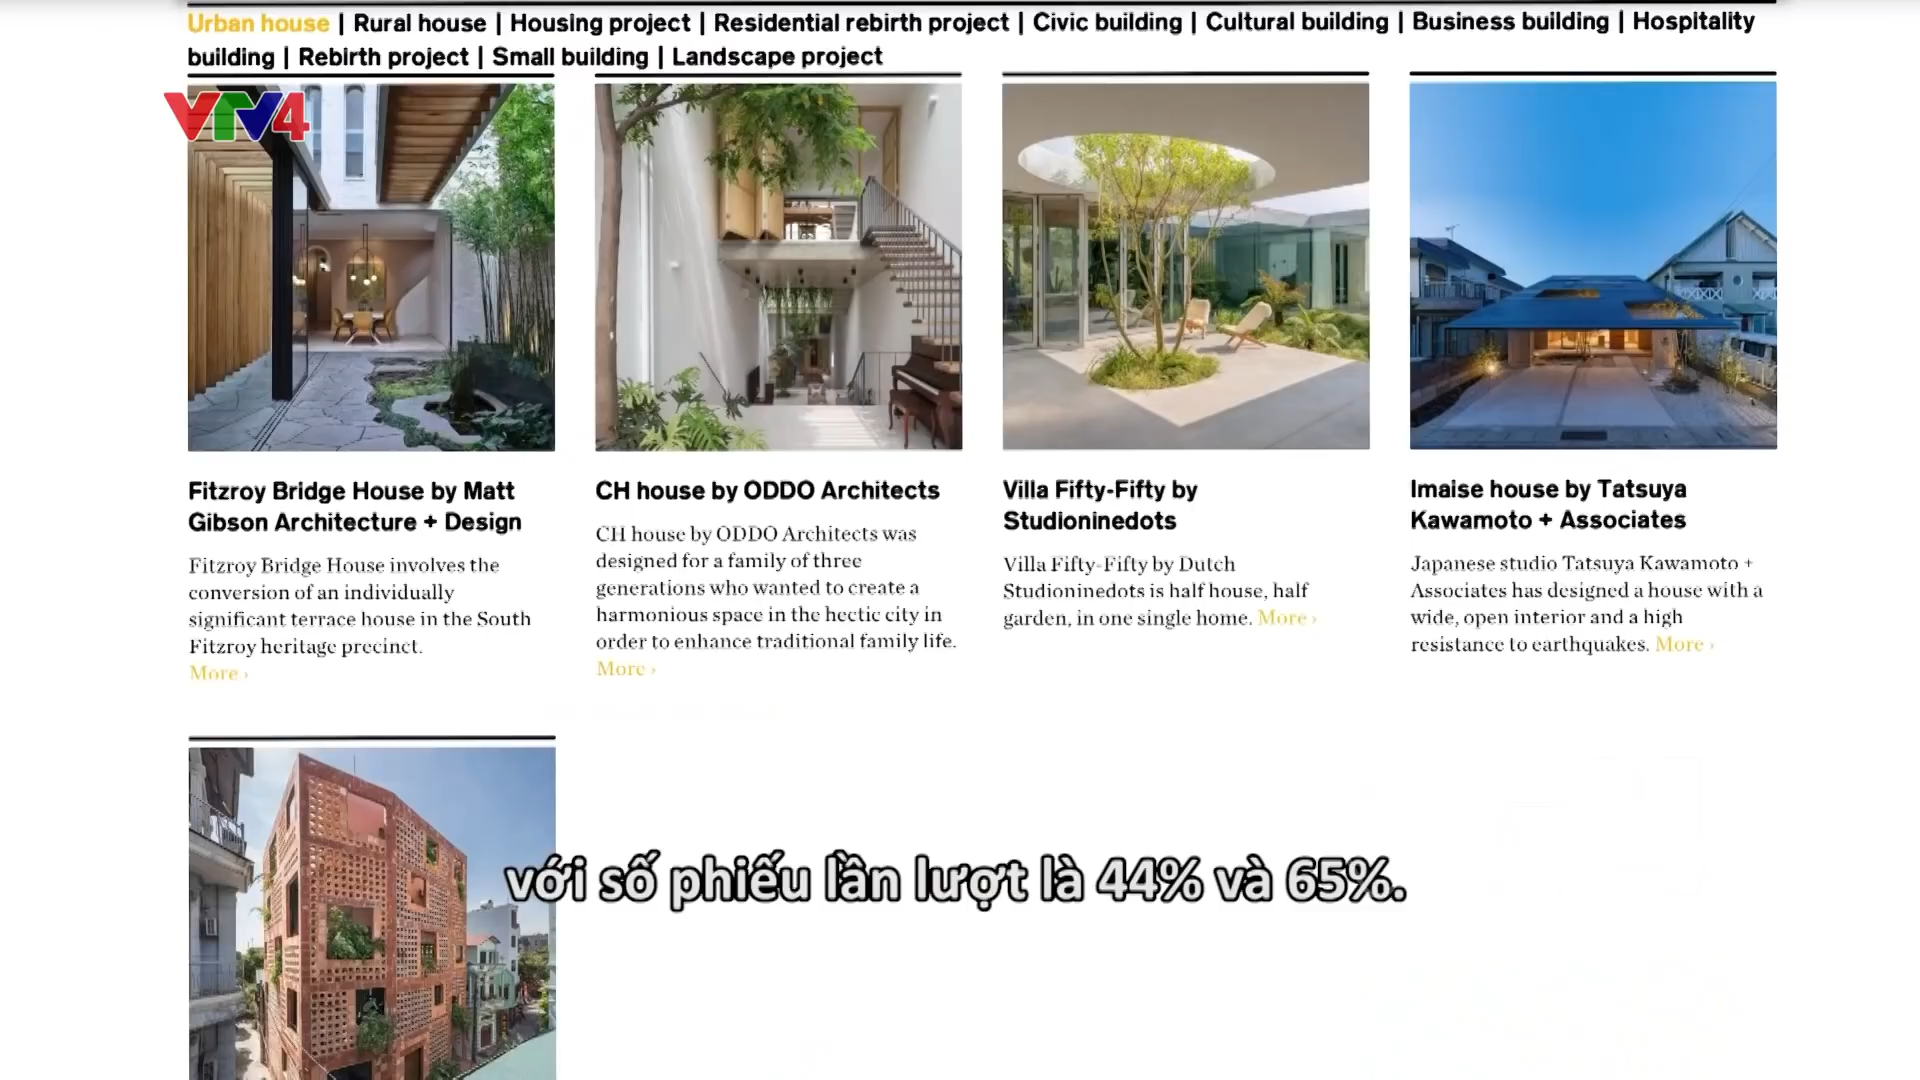 Urban house | Rural house | Housing project | Residential rebirth project | Civic building | Cultural building | Business building | Hospitality
building | Rebirth project | Small building | Landscape project
VTV4
Fitzroy Bridge House by Matt
Gibson Architecture + Design
Fitzroy Bridge House involves the
conversion of an individually
significant terrace house in the South
Fitzroy heritage precinct.
More ›
CH house by ODDO Architects
CH house by ODDO Architects was
designed for a family of three
generations who wanted to create a
harmonious space in the hectic city in
order to enhance traditional family life.
More ›
Villa Fifty-Fifty by
Studioninedots
Villa Fifty-Fifty by Dutch
Studioninedots is half house, half
garden, in one single home. More ›
Imaise house by Tatsuya
Kawamoto + Associates
Japanese studio Tatsuya Kawamoto +
Associates has designed a house with a
wide, open interior and a high
resistance to earthquakes. More ›
với số phiếu lần lượt là 44% và 65%.